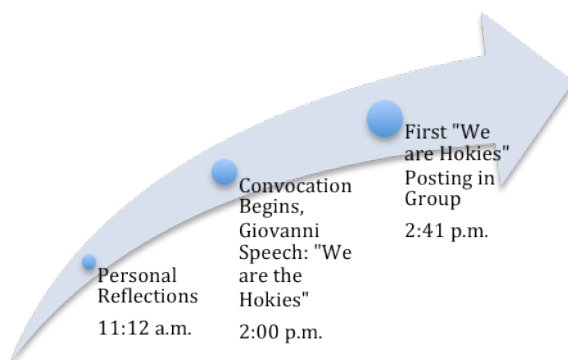 Personal
Reflections
11:12 a.m.
Convocation
Begins,
Giovanni
Speech: "We
are the
Hokies"
2:00 p.m.
First "We
are Hokies"
Posting in
Group
2:41 p.m.